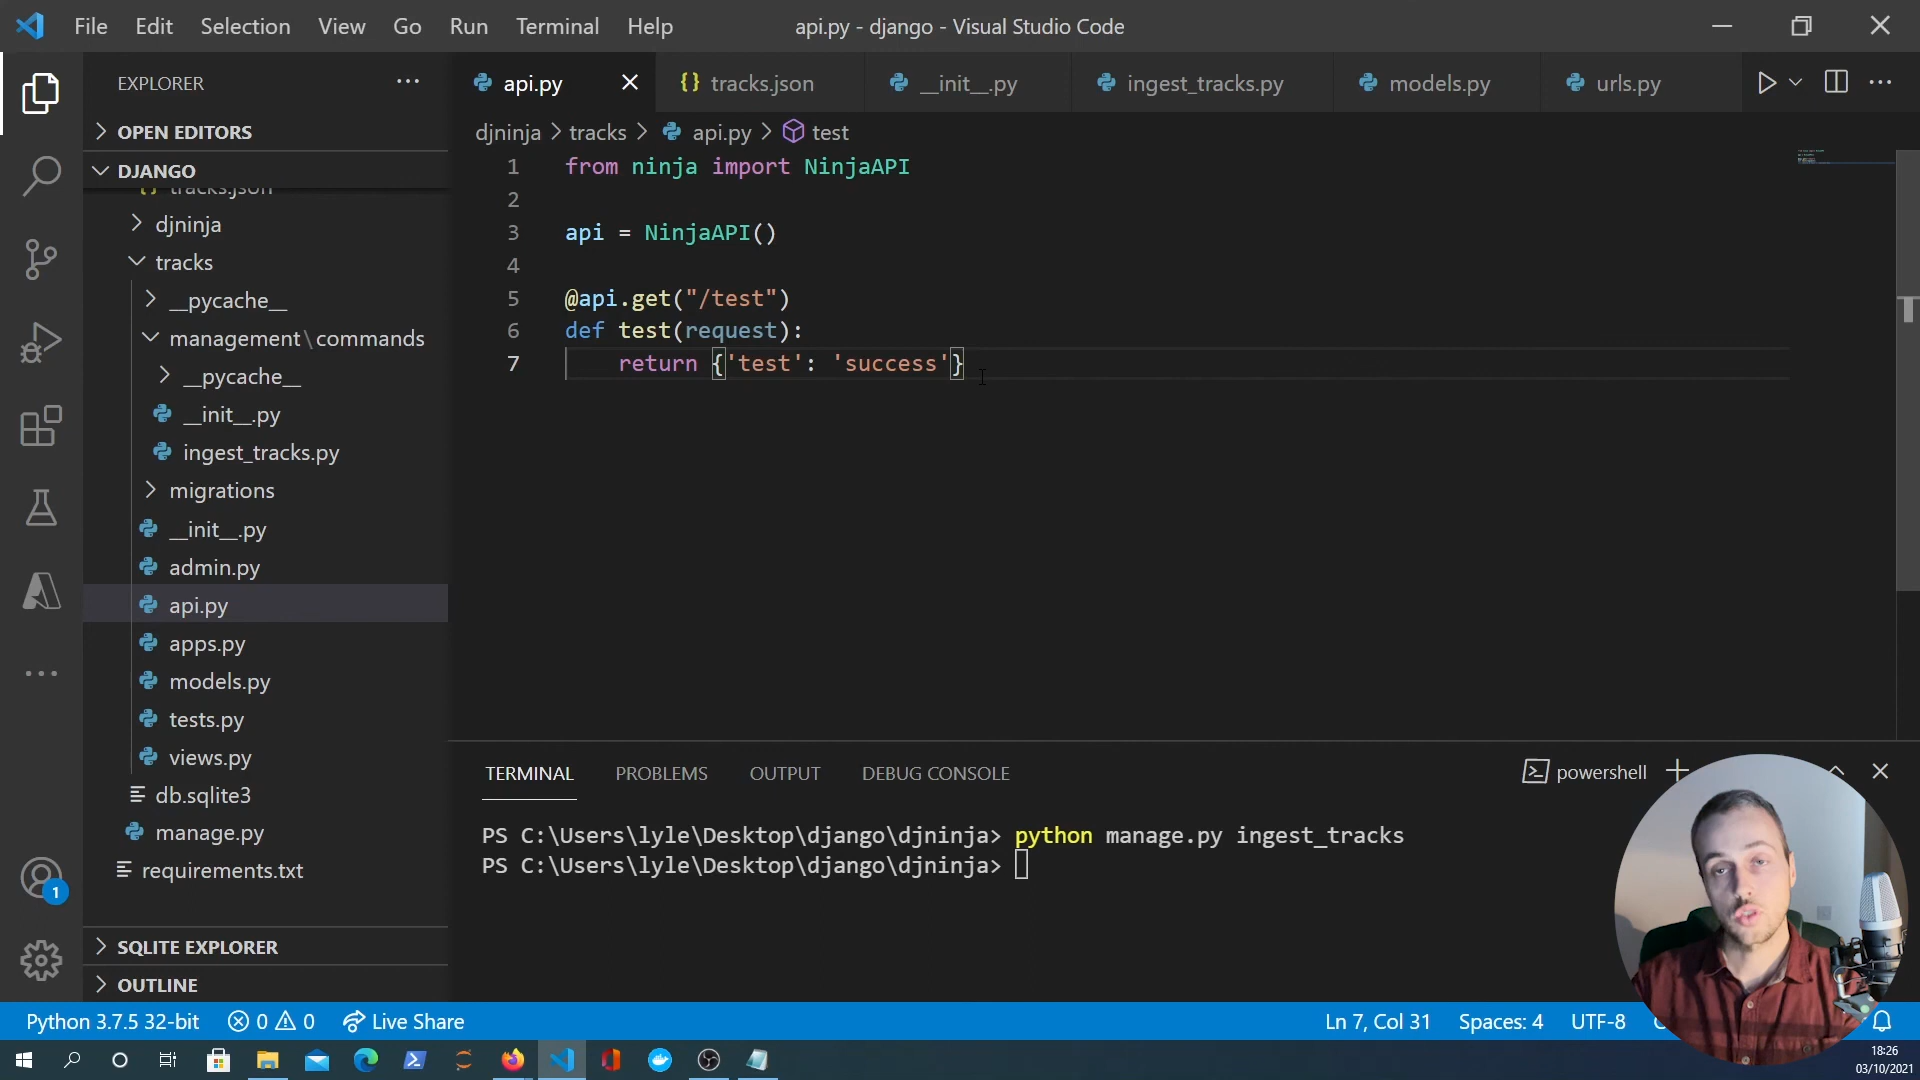 File Edit Selection View Go Run Terminal Help
api.py - django - Visual Studio Code
EXPLORER
OPEN EDITORS
DJANGO
tracks.json
djninja
tracks
__pycache__
management\commands
__pycache__
__init__.py
ingest_tracks.py
migrations
__init__.py
admin.py
api.py
apps.py
models.py
tests.py
views.py
db.sqlite3
manage.py
requirements.txt
SQLITE EXPLORER
OUTLINE
api.py tracks.json __init__.py ingest_tracks.py models.py urls.py
djninja > tracks > api.py > test
1 from ninja import NinjaAPI
2
3 api = NinjaAPI()
4
5 @api.get("/test")
6 def test(request):
7 return {'test': 'success'}
TERMINAL PROBLEMS OUTPUT DEBUG CONSOLE
powershell
PS C:\Users\lyle\Desktop\django\djninja> python manage.py ingest_tracks
PS C:\Users\lyle\Desktop\django\djninja>
1
Python 3.7.5 32-bit 0 0 Live Share
Ln 7, Col 31 Spaces: 4 UTF-8
18:26
03/10/2021